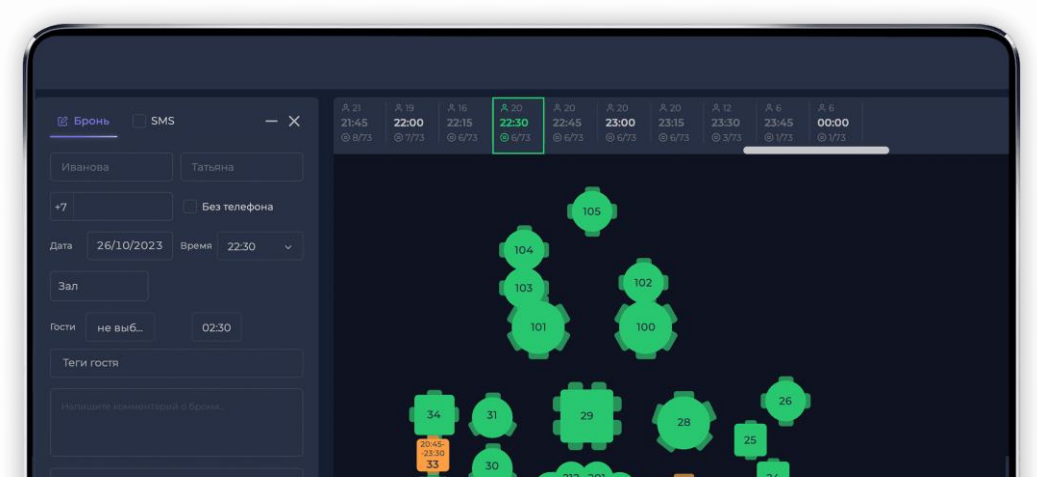 Бронь SMS
21 19 16 20 20 20 20 12 6 6
21:45 22:00 22:15 22:30 22:45 23:00 23:15 23:30 23:45 00:00
8/73 7/73 6/73 6/73 6/73 6/73 6/73 3/73 1/73 1/73
Иванова Татьяна
+7 Без телефона
Дата 26/10/2023 Время 22:30
Зал
Гости не выб... 02:30
Теги гостя
Напишите комментарий о брони...
105
104
103
102
101
100
34
31
29
28
26
25
20:45-
-23:30
33
30